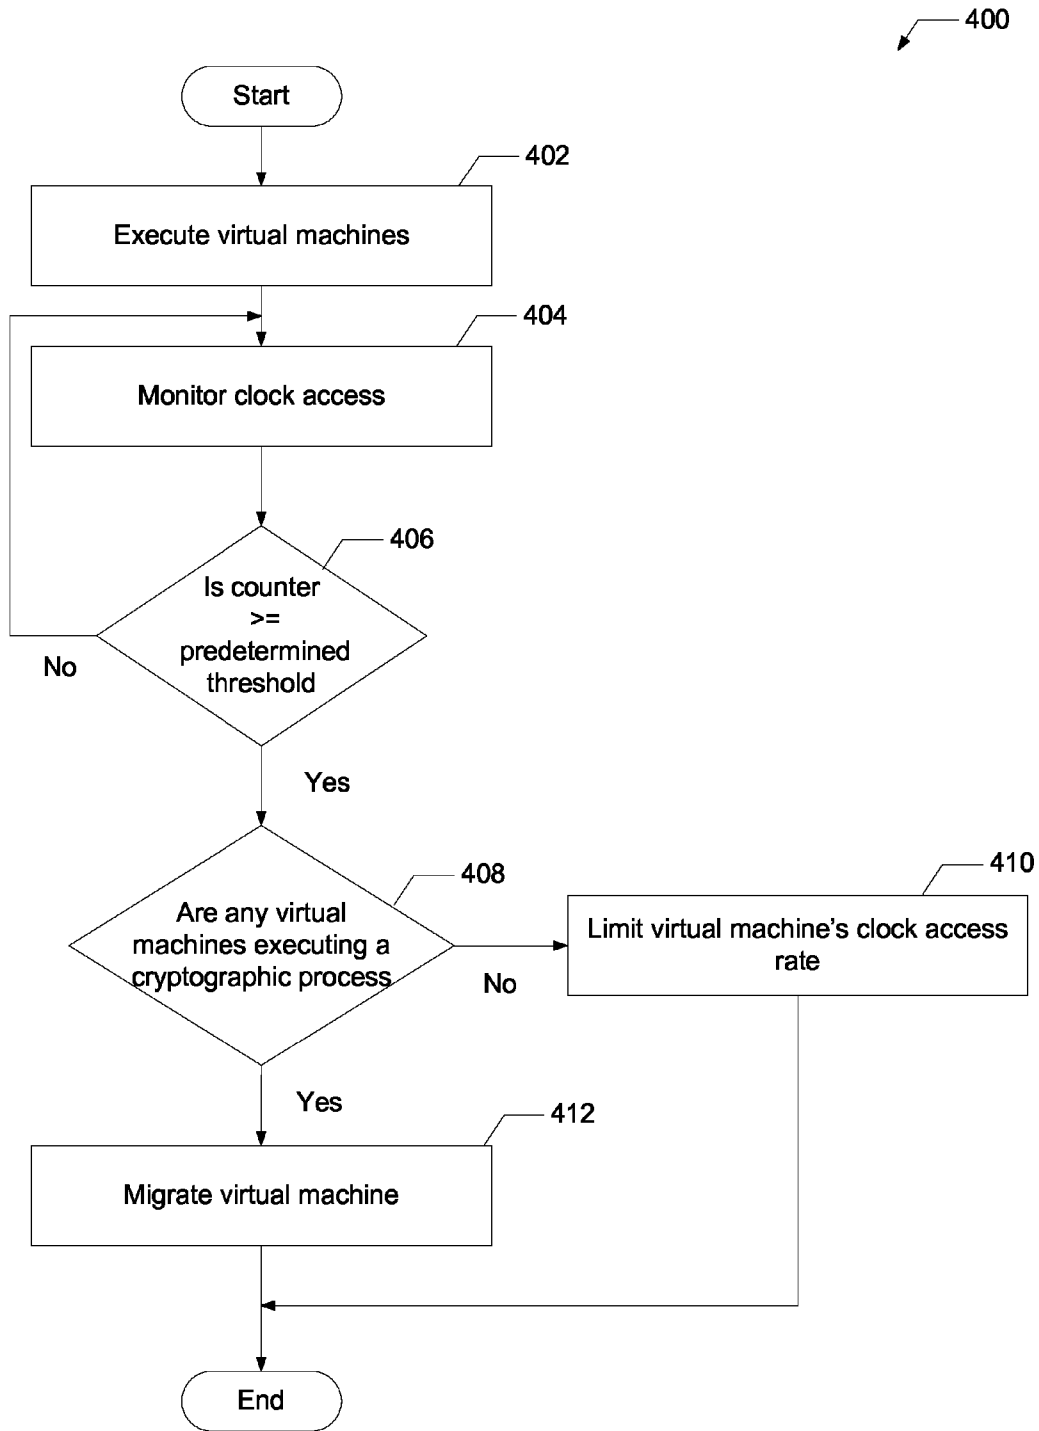 400
Start
402
Execute virtual machines
404
Monitor clock access
406
Is counter
>=
predetermined
threshold
No
Yes
408
Are any virtual
machines executing a
cryptographic process
No
410
Limit virtual machine's clock access
rate
Yes
412
Migrate virtual machine
End